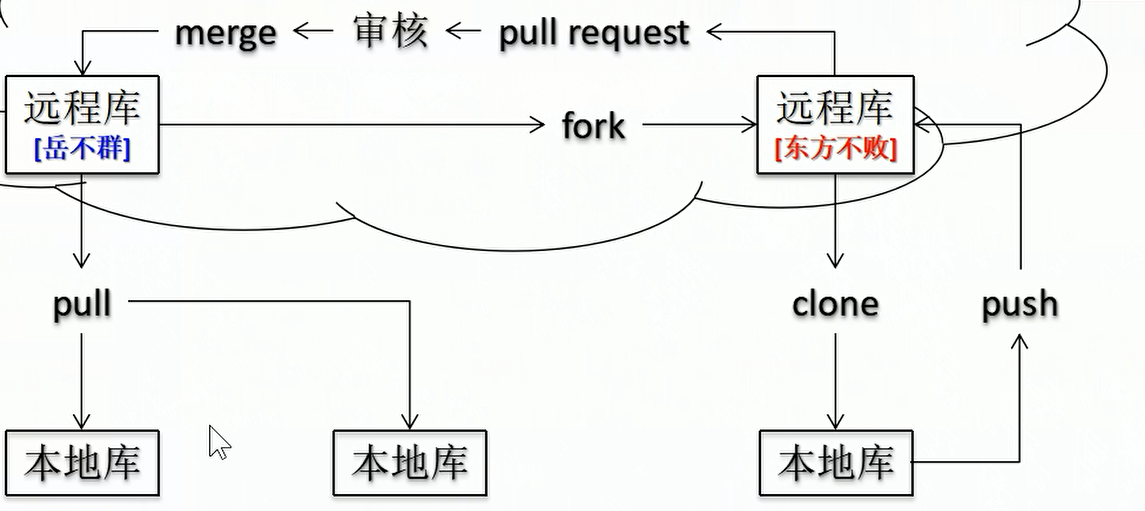 merge
审核
pull request
远程库
[岳不群]
fork
远程库
[东方不败]
pull
clone
push
本地库
本地库
本地库